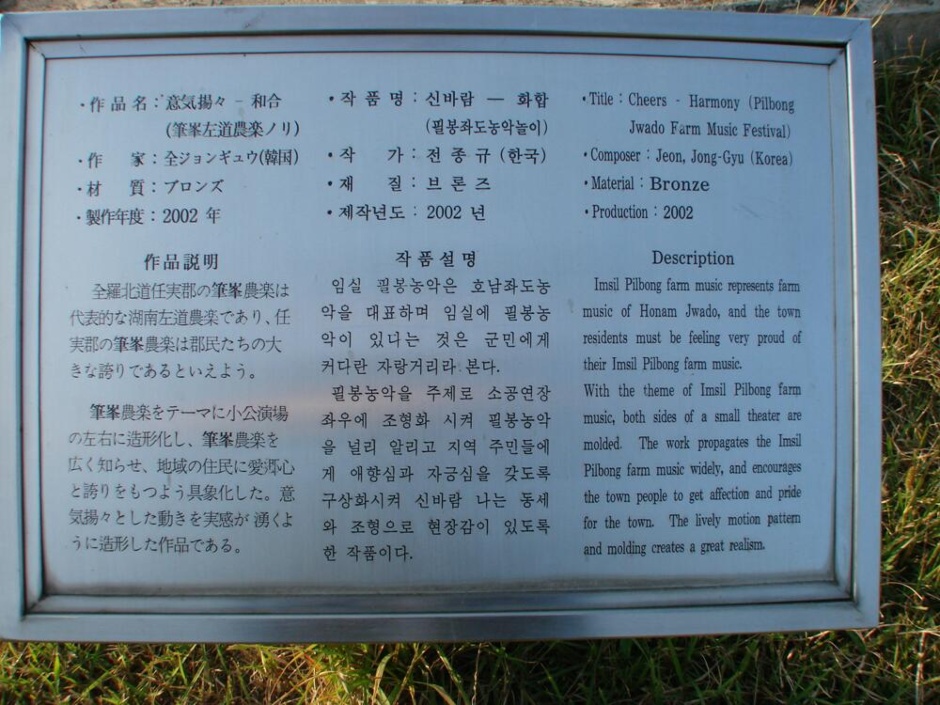 ・作 品 名 : 意気揚々 - 和合
(筆峯左道農楽ノリ)
・作 家 : 全ジョンギュウ(韓国)
・材 質 : ブロンズ
・製作年度 : 2002 年
作品説明
全羅北道任実郡の筆峯農楽は
代表的な湖南左道農楽であり、任
実郡の筆峯農楽は郡民たちの大
きな誇りであるといえよう。
筆峯農楽をテーマに小公演場
の左右に造形化し、筆峯農楽を
広く知らせ、地域の住民に愛郷心
と誇りをもつよう具象化した。意
気揚々とした動きを実感が 湧くよ
うに造形した作品である。
・작 품 명 : 신바람 — 화합
(필봉좌도농악놀이)
・작 가 : 전 종 규 (한국)
・재 질 : 브 론 즈
・제작년도 : 2002 년
작 품 설 명
임실 필봉농악은 호남좌도농
악을 대표하며 임실에 필봉농
악이 있다는 것은 군민에게
커다란 자랑거리라 본다.
필봉농악을 주제로 소공연장
좌우에 조형화 시켜 필봉농악
을 널리 알리고 지역 주민들에
게 애향심과 자긍심을 갖도록
구상화시켜 신바람 나는 동세
와 조형으로 현장감이 있도록
한 작품이다.
・Title : Cheers - Harmony (Pilbong
Jwado Farm Music Festival)
・Composer : Jeon, Jong-Gyu (Korea)
・Material : Bronze
・Production : 2002
Description
Imsil Pilbong farm music represents farm
music of Honam Jwado, and the town
residents must be feeling very proud of
their Imsil Pilbong farm music.
With the theme of Imsil Pilbong farm
music, both sides of a small theater are
molded. The work propagates the Imsil
Pilbong farm music widely, and encourages
the town people to get affection and pride
for the town. The lively motion pattern
and molding creates a great realism.